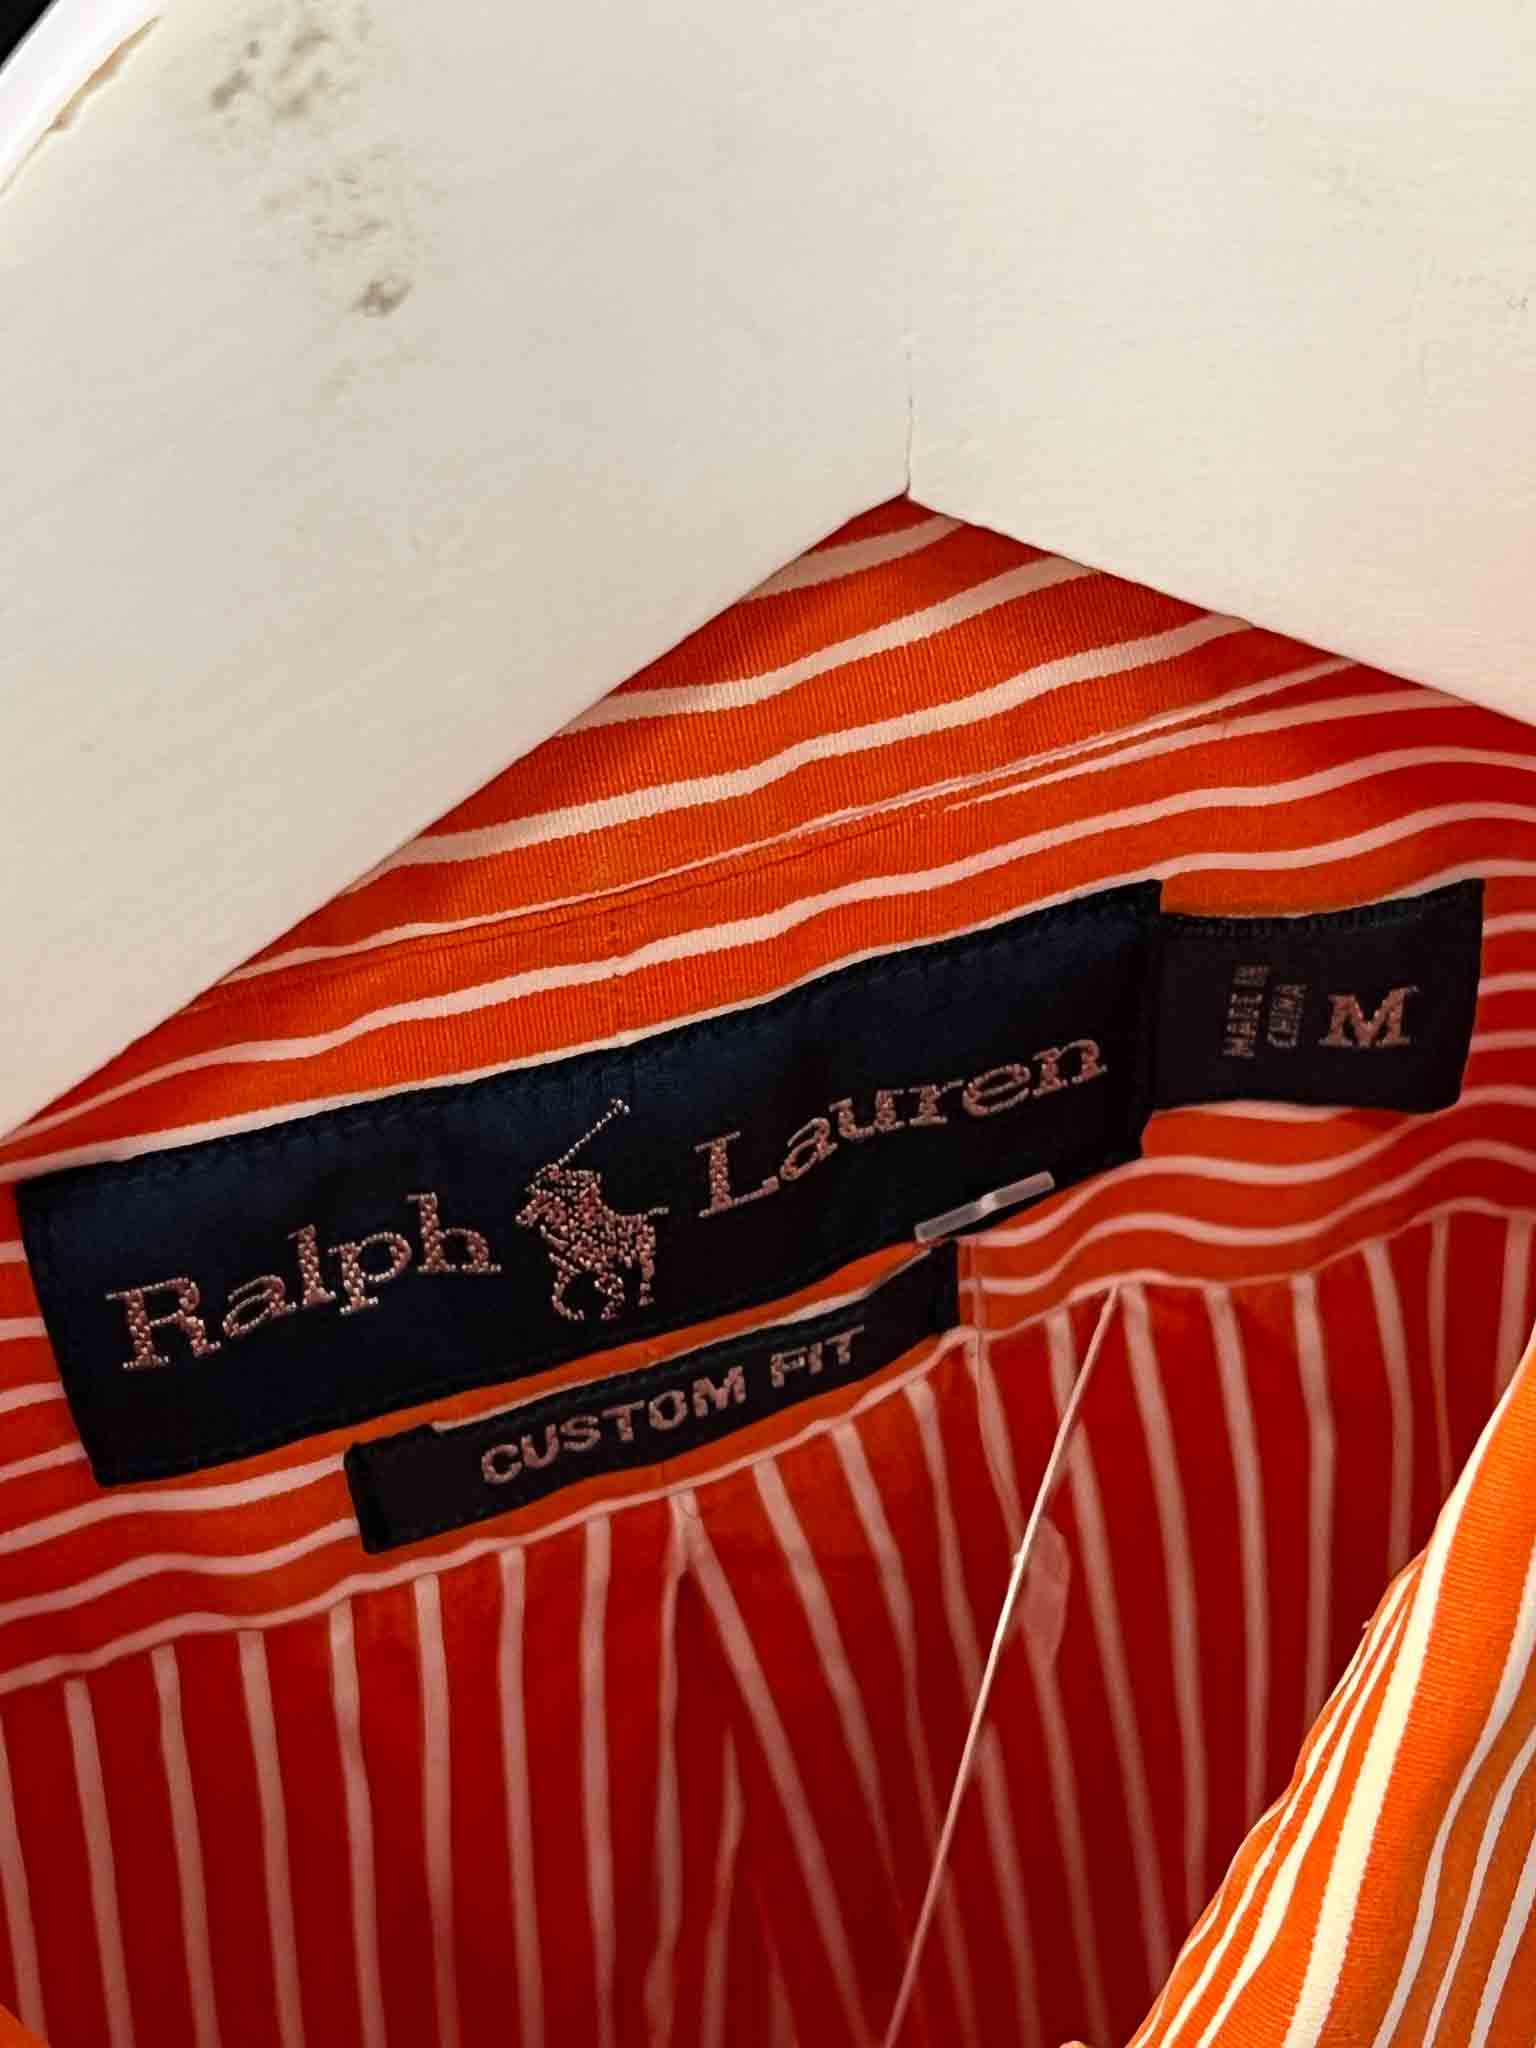 Ralph Lauren
MADE IN
CHINA
M
CUSTOM FIT